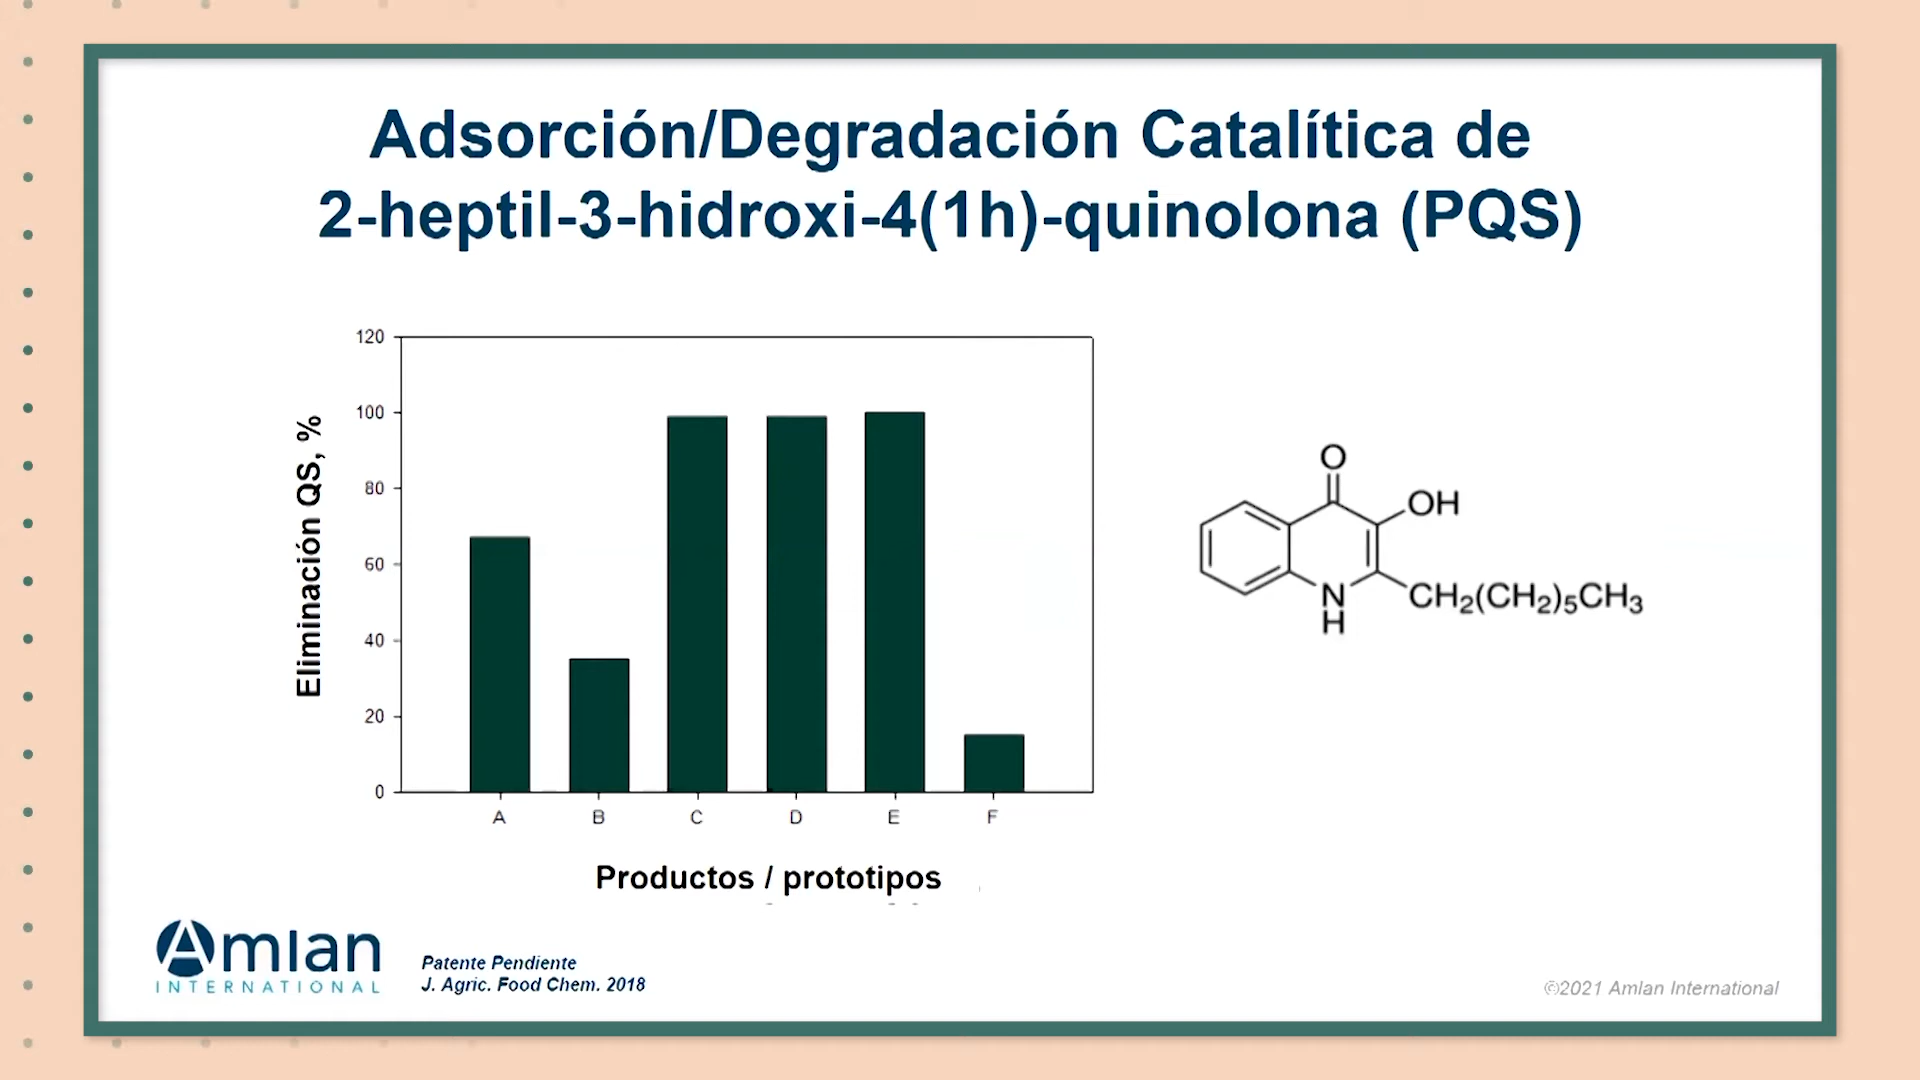 Adsorción/Degradación Catalítica de
2-heptil-3-hidroxi-4(1h)-quinolona (PQS)
Eliminación QS, %
120
100
80
60
40
20
0
A B C D E F
Productos / prototipos
O
OH
N
H
CH2(CH2)5CH3
Amlan
INTERNATIONAL
Patente Pendiente
J. Agric. Food Chem. 2018
©2021 Amlan International